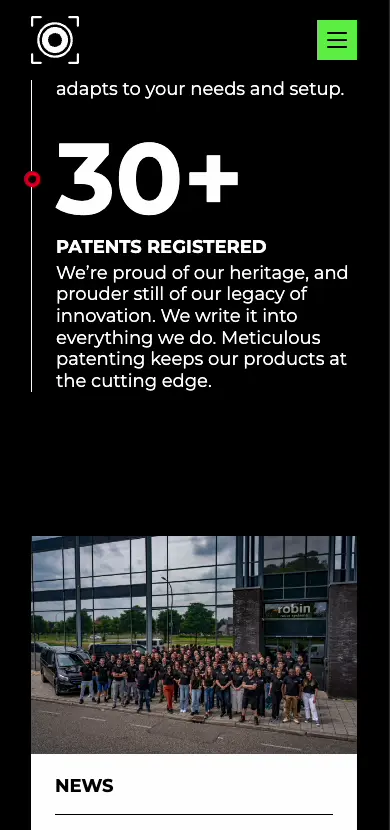 adapts to your needs and setup.
30+
PATENTS REGISTERED
We’re proud of our heritage, and
prouder still of our legacy of
innovation. We write it into
everything we do. Meticulous
patenting keeps our products at
the cutting edge.
robin
NEWS